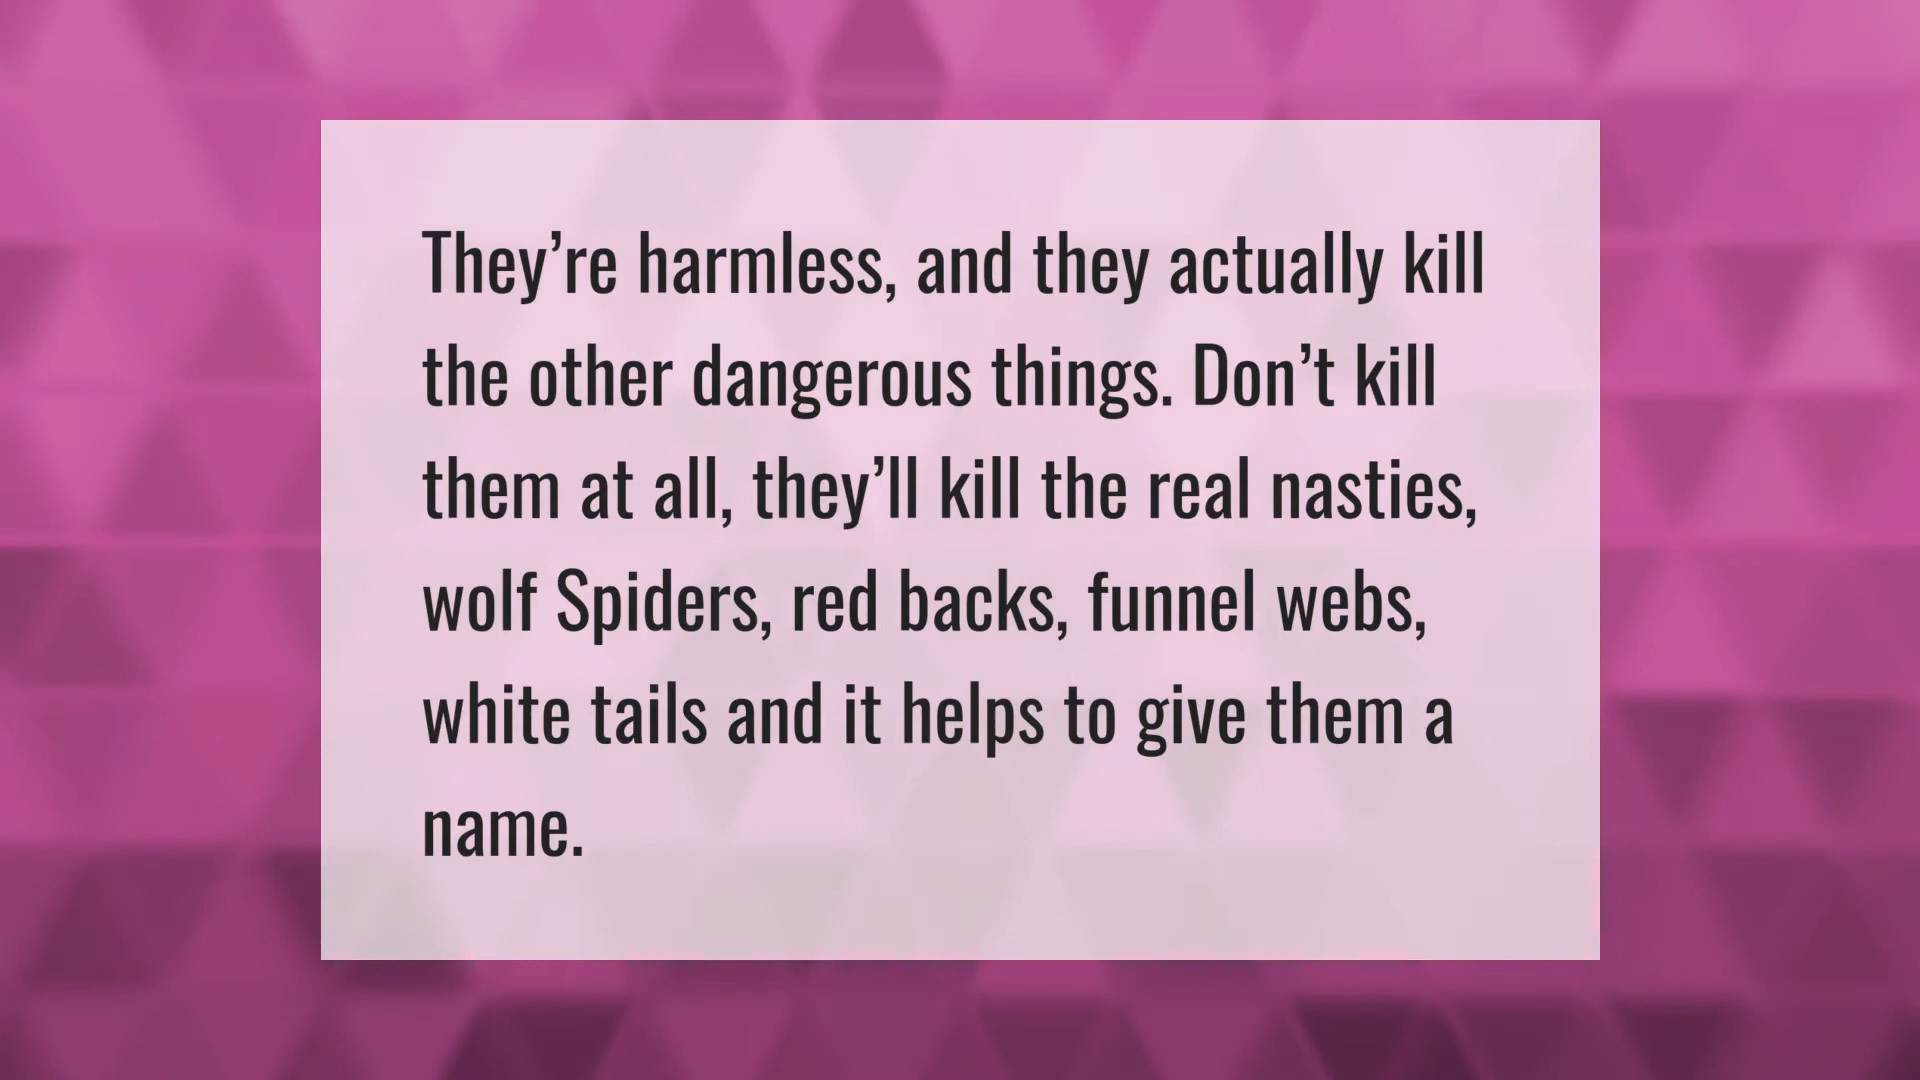 They’re harmless, and they actually kill
the other dangerous things. Don’t kill
them at all, they’ll kill the real nasties,
wolf Spiders, red backs, funnel webs,
white tails and it helps to give them a
name.